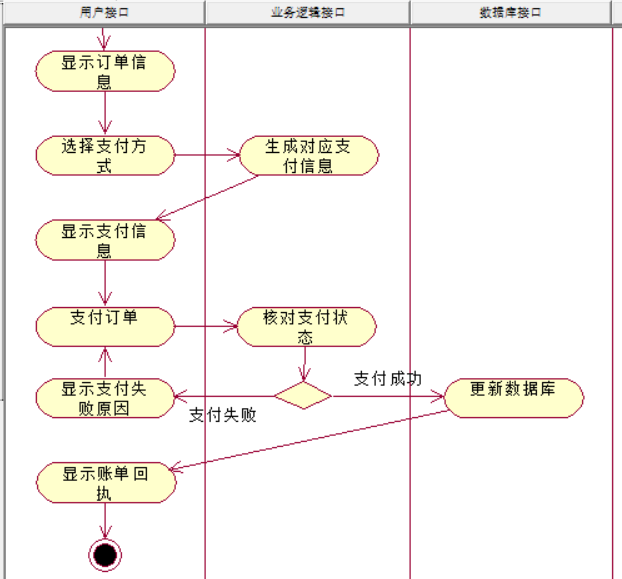 用户接口
业务逻辑接口
数据库接口
显示订单信
息
选择支付方
式
生成对应支
付信息
显示支付信
息
支付订单
核对支付状
态
支付成功
显示支付失
败原因
更新数据库
支付失败
显示账单回
执